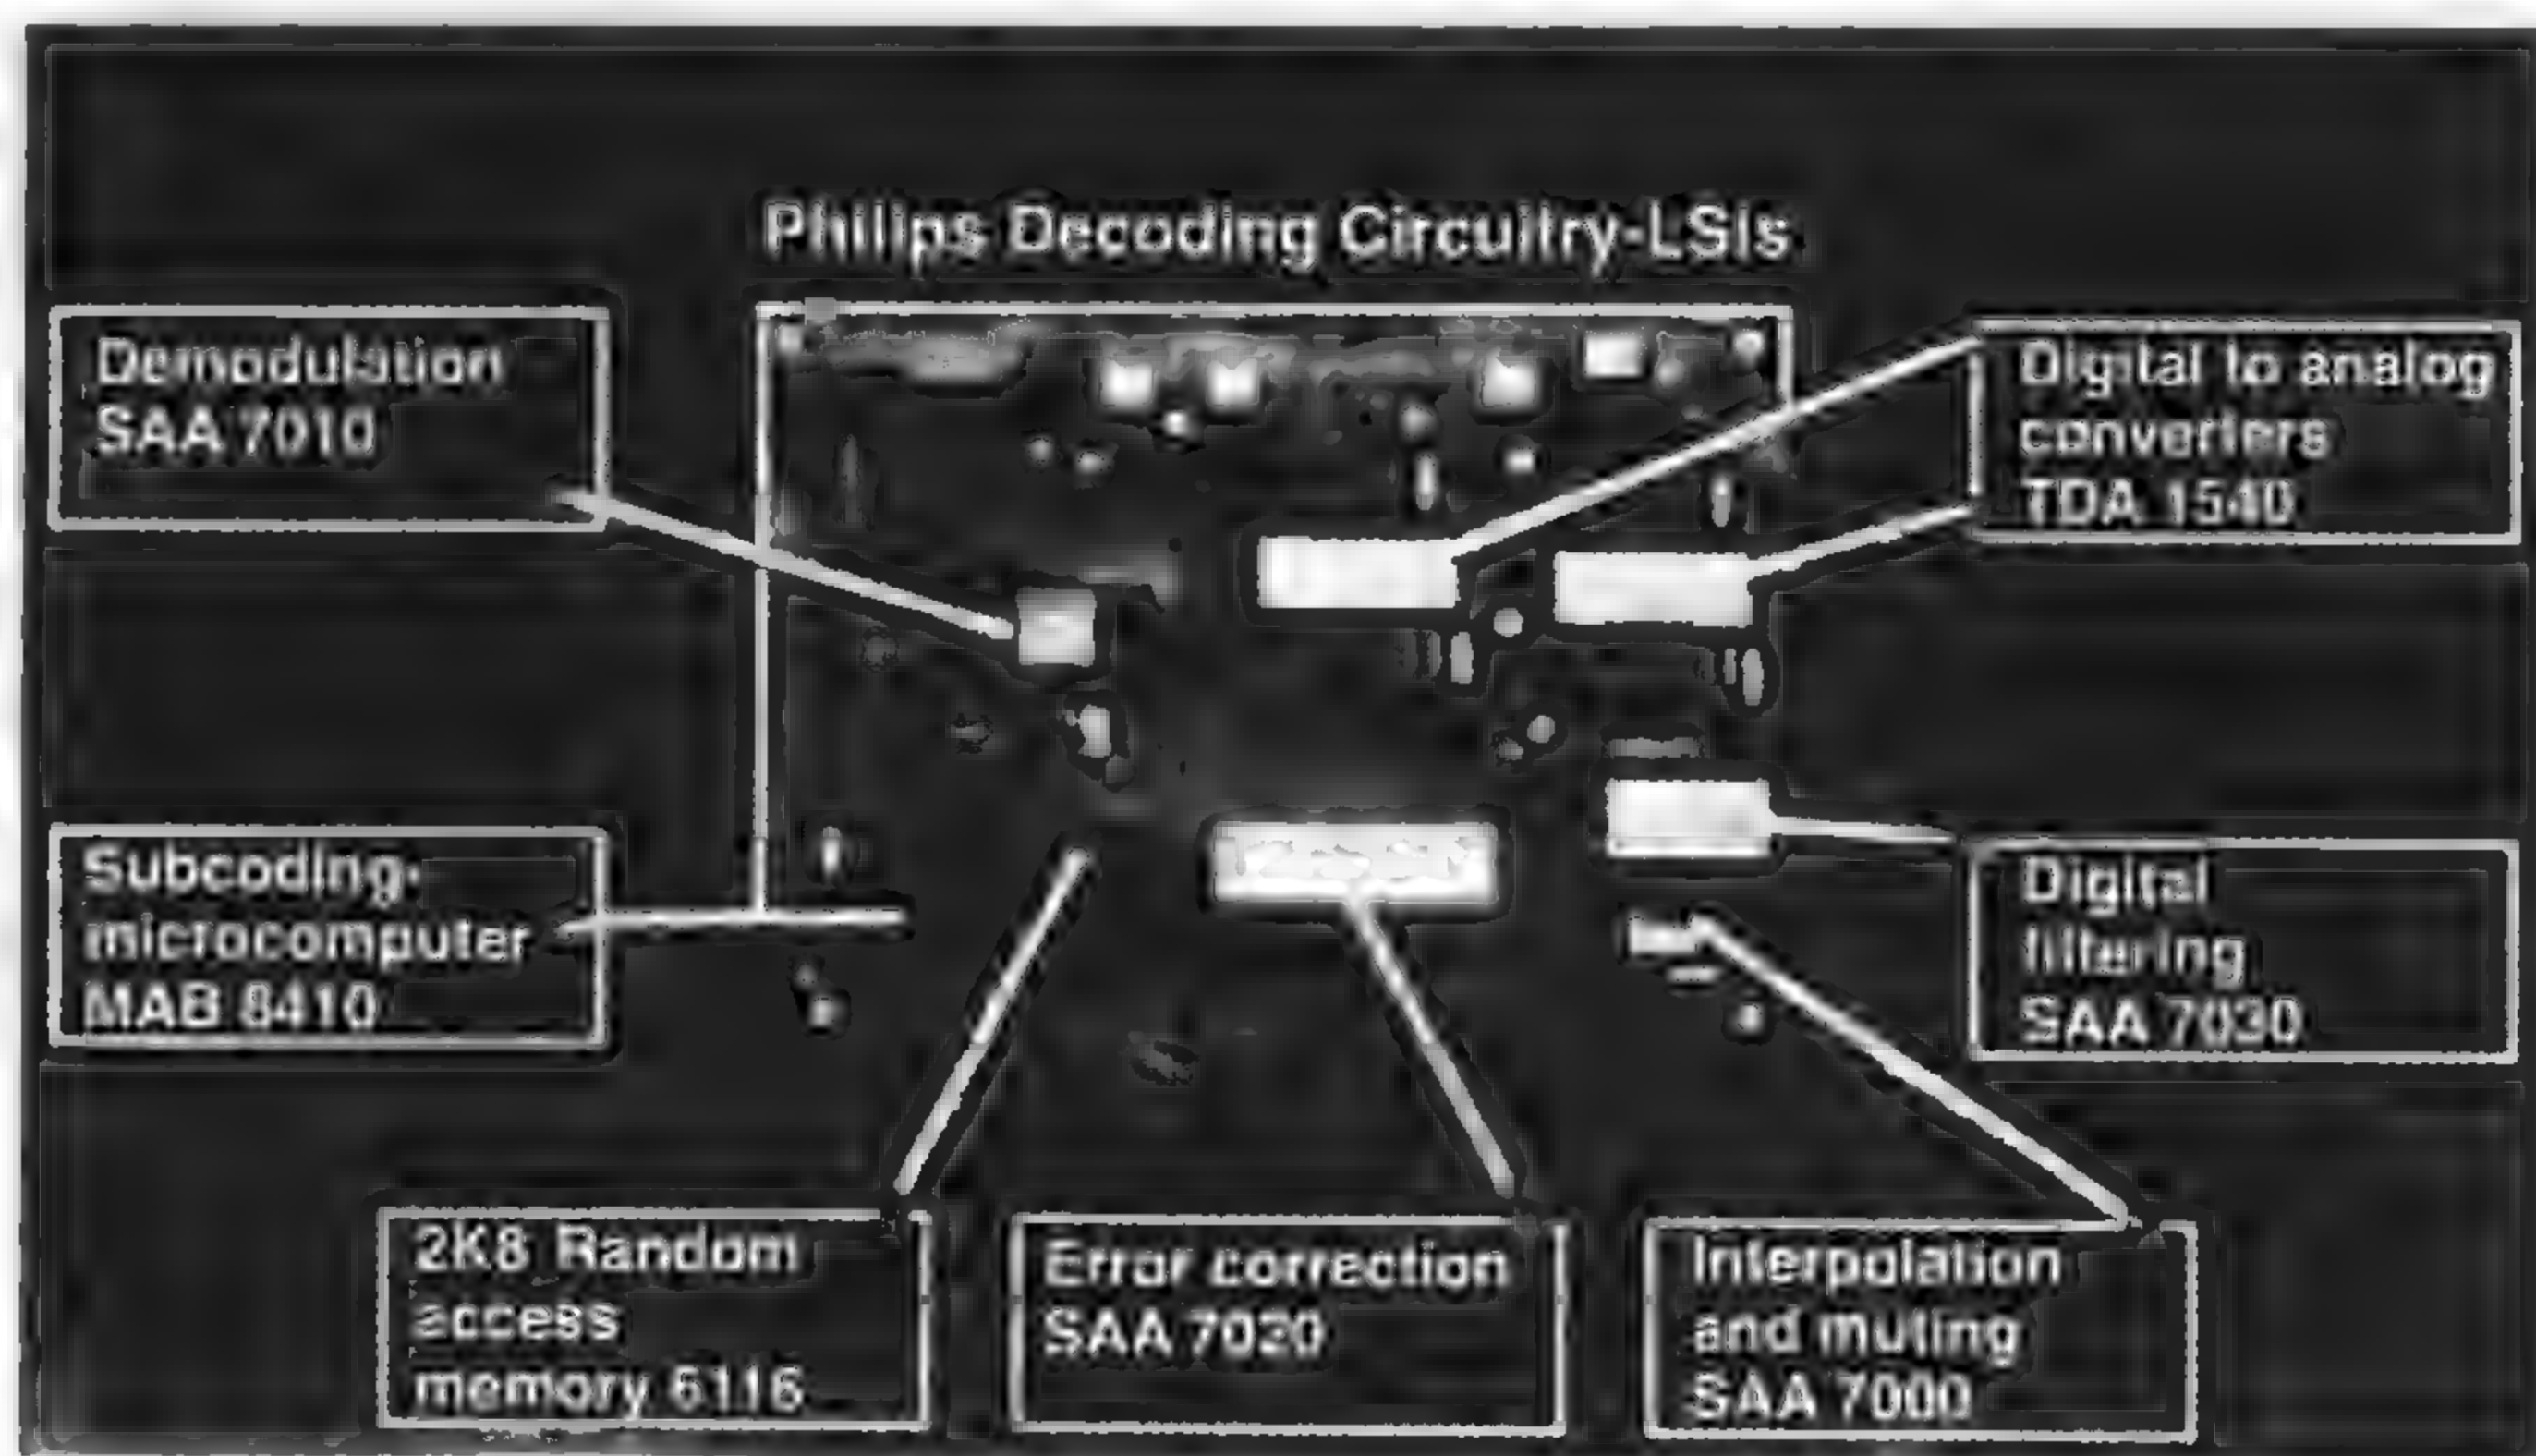 Philips Decoding Circuitry-LSIs
Demodulation
SAA 7010
Digital to analog
converters
TDA 1540
Subcoding-
microcomputer
MAB 8410
Digital
filtering
SAA 7030
2K8 Random
access
memory 6116
Error correction
SAA 7020
Interpolation
and muting
SAA 7000